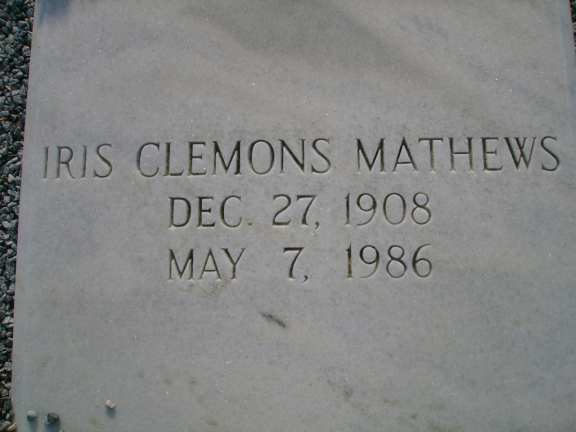 IRIS CLEMONS MATHEWS
DEC. 27, 1908
MAY 7, 1986